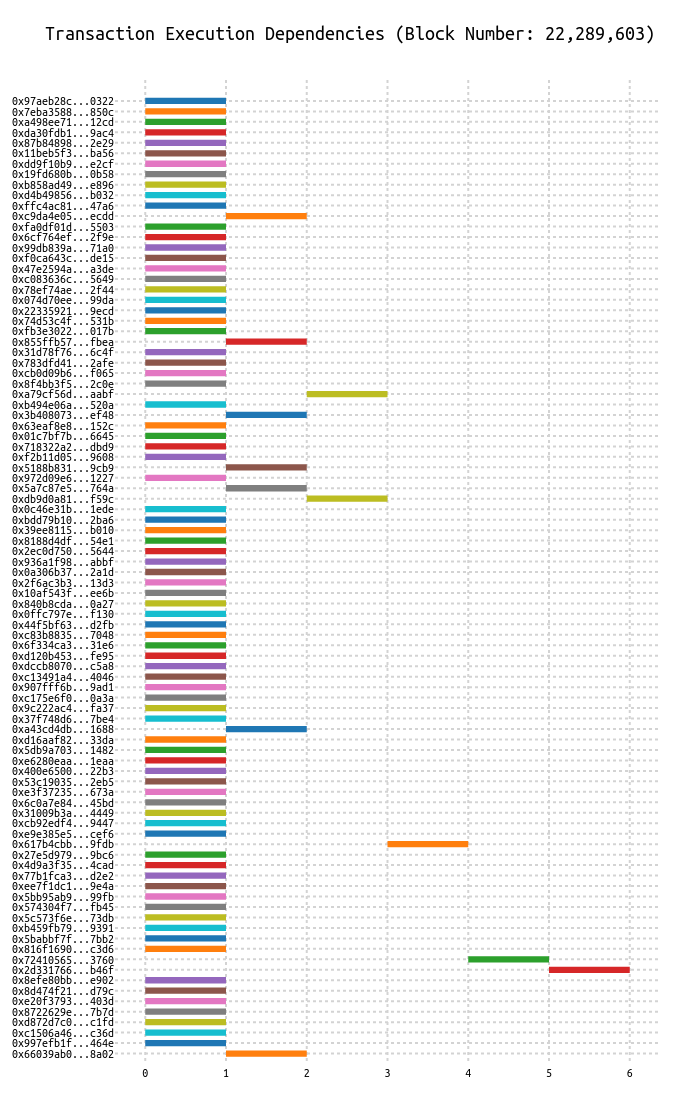 Transaction Execution Dependencies (Block Number: 22,289,603)
0x97aeb28c...0322
0x7eba3588...850c
0xa498ee71...12cd
0xda30fdb1...9ac4
0x87b84898...2e29
0x11beb5f3...ba56
0xdd9f10b9...e2cf
0x19fd680b...0b58
0xb858ad49...e896
0xd4b49856...b032
0xffc4ac81...47a6
0xc9da4e05...ecdd
0xfa0df01d...5503
0x6cf764ef...2f9e
0x99db839a...71a0
0xf0ca643c...de15
0x47e2594a...a3de
0xc083636c...5649
0x78ef74ae...2f44
0x074d70ee...99da
0x22335921...9ecd
0x74d53c4f...531b
0xfb3e3022...017b
0x855ffb57...fbea
0x31d78f76...6c4f
0x783dfd41...2afe
0xcb0d09b6...f065
0x8f4bb3f5...2c0e
0xa79cf56d...aabf
0xb494e06a...520a
0x3b408073...ef48
0x63eaf8e8...152c
0x01c7bf7b...6645
0x718322a2...dbd9
0xf2b11d05...9608
0x5188b831...9cb9
0x972d09e6...1227
0x5a7c87e5...764a
0xdb9d0a81...f59c
0x0c46e31b...1ede
0xbdd79b10...2ba6
0x39ee8115...b010
0x8188d4df...54e1
0x2ec0d750...5644
0x936a1f98...abbf
0x0a306b37...2a1d
0x2f6ac3b3...13d3
0x10af543f...ee6b
0x840b8cda...0a27
0x0ffc797e...f130
0x44f5bf63...d2fb
0xc83b8835...7048
0x6f334ca3...31e6
0xd120b453...fe95
0xdccb8070...c5a8
0xc13491a4...4046
0x907fff6b...9ad1
0xc175e6f0...0a3a
0x9c222ac4...fa37
0x37f748d6...7be4
0xa43cd4db...1688
0xd16aaf82...33da
0x5db9a703...1482
0xe6280eaa...1eaa
0x400e6500...22b3
0x53c19035...2eb5
0xe3f37235...673a
0x6c0a7e84...45bd
0x31009b3a...4449
0xcb92edf4...9447
0xe9e385e5...cef6
0x617b4cbb...9fdb
0x27e5d979...9bc6
0x4d9a3f35...4cad
0x77b1fca3...d2e2
0xee7f1dc1...9e4a
0x5bb95ab9...99fb
0x574304f7...fb45
0x5c573f6e...73db
0xb459fb79...9391
0x5babbf7f...7bb2
0x816f1690...c3d6
0x72410565...3760
0x2d331766...b46f
0x8efe80bb...e902
0x8d474f21...d79c
0xe20f3793...403d
0x8722629e...7b7d
0xd872d7c0...c1fd
0xc1506a46...c36d
0x997efb1f...464e
0x66039ab0...8a02
0 1 2 3 4 5 6